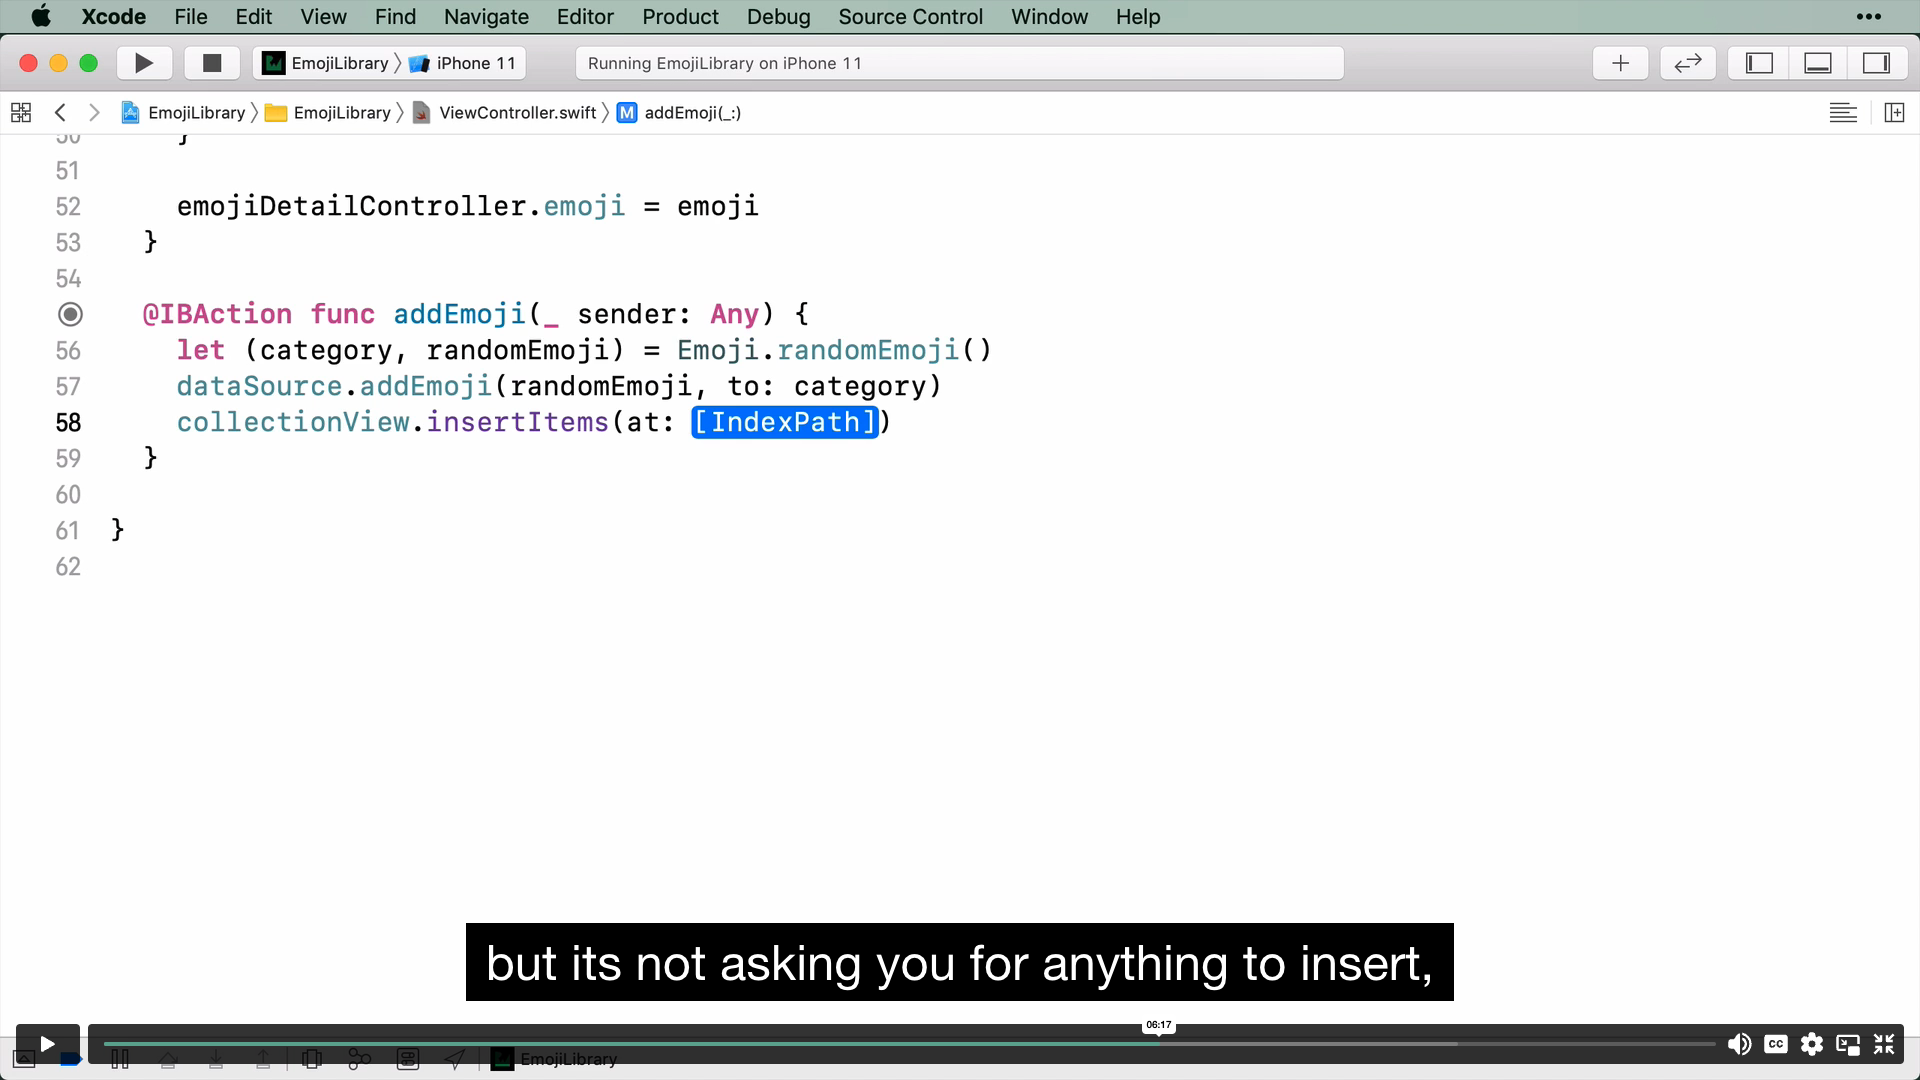 Xcode File Edit View Find Navigate Editor Product Debug Source Control Window Help
EmojiLibrary iPhone 11 Running EmojiLibrary on iPhone 11
EmojiLibrary EmojiLibrary ViewController.swift M addEmoji(_:)
50 }
51
52 emojiDetailController.emoji = emoji
53 }
54
@IBAction func addEmoji(_ sender: Any) {
56 let (category, randomEmoji) = Emoji.randomEmoji()
57 dataSource.addEmoji(randomEmoji, to: category)
58 collectionView.insertItems(at: [IndexPath])
59 }
60
61 }
62
but its not asking you for anything to insert,
06:17
CC
EmojiLibrary